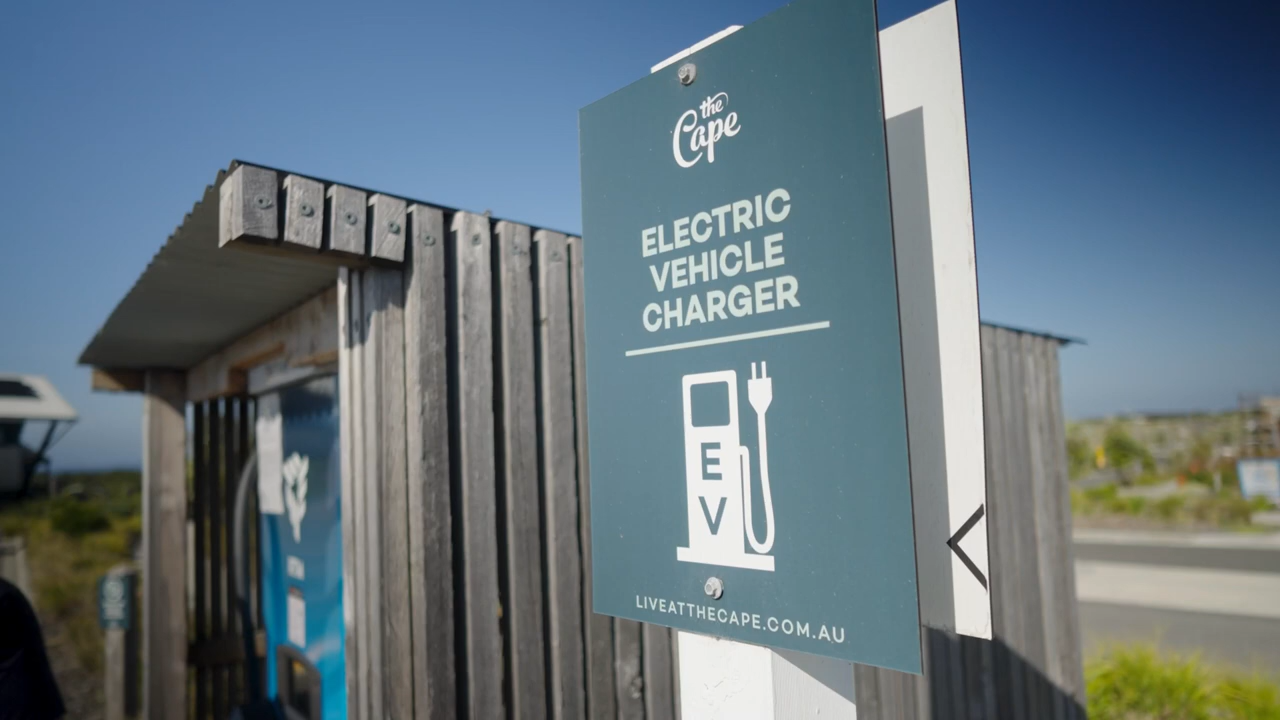 the
Cape
ELECTRIC
VEHICLE
CHARGER
E
V
LIVEATTHECAPE.COM.AU